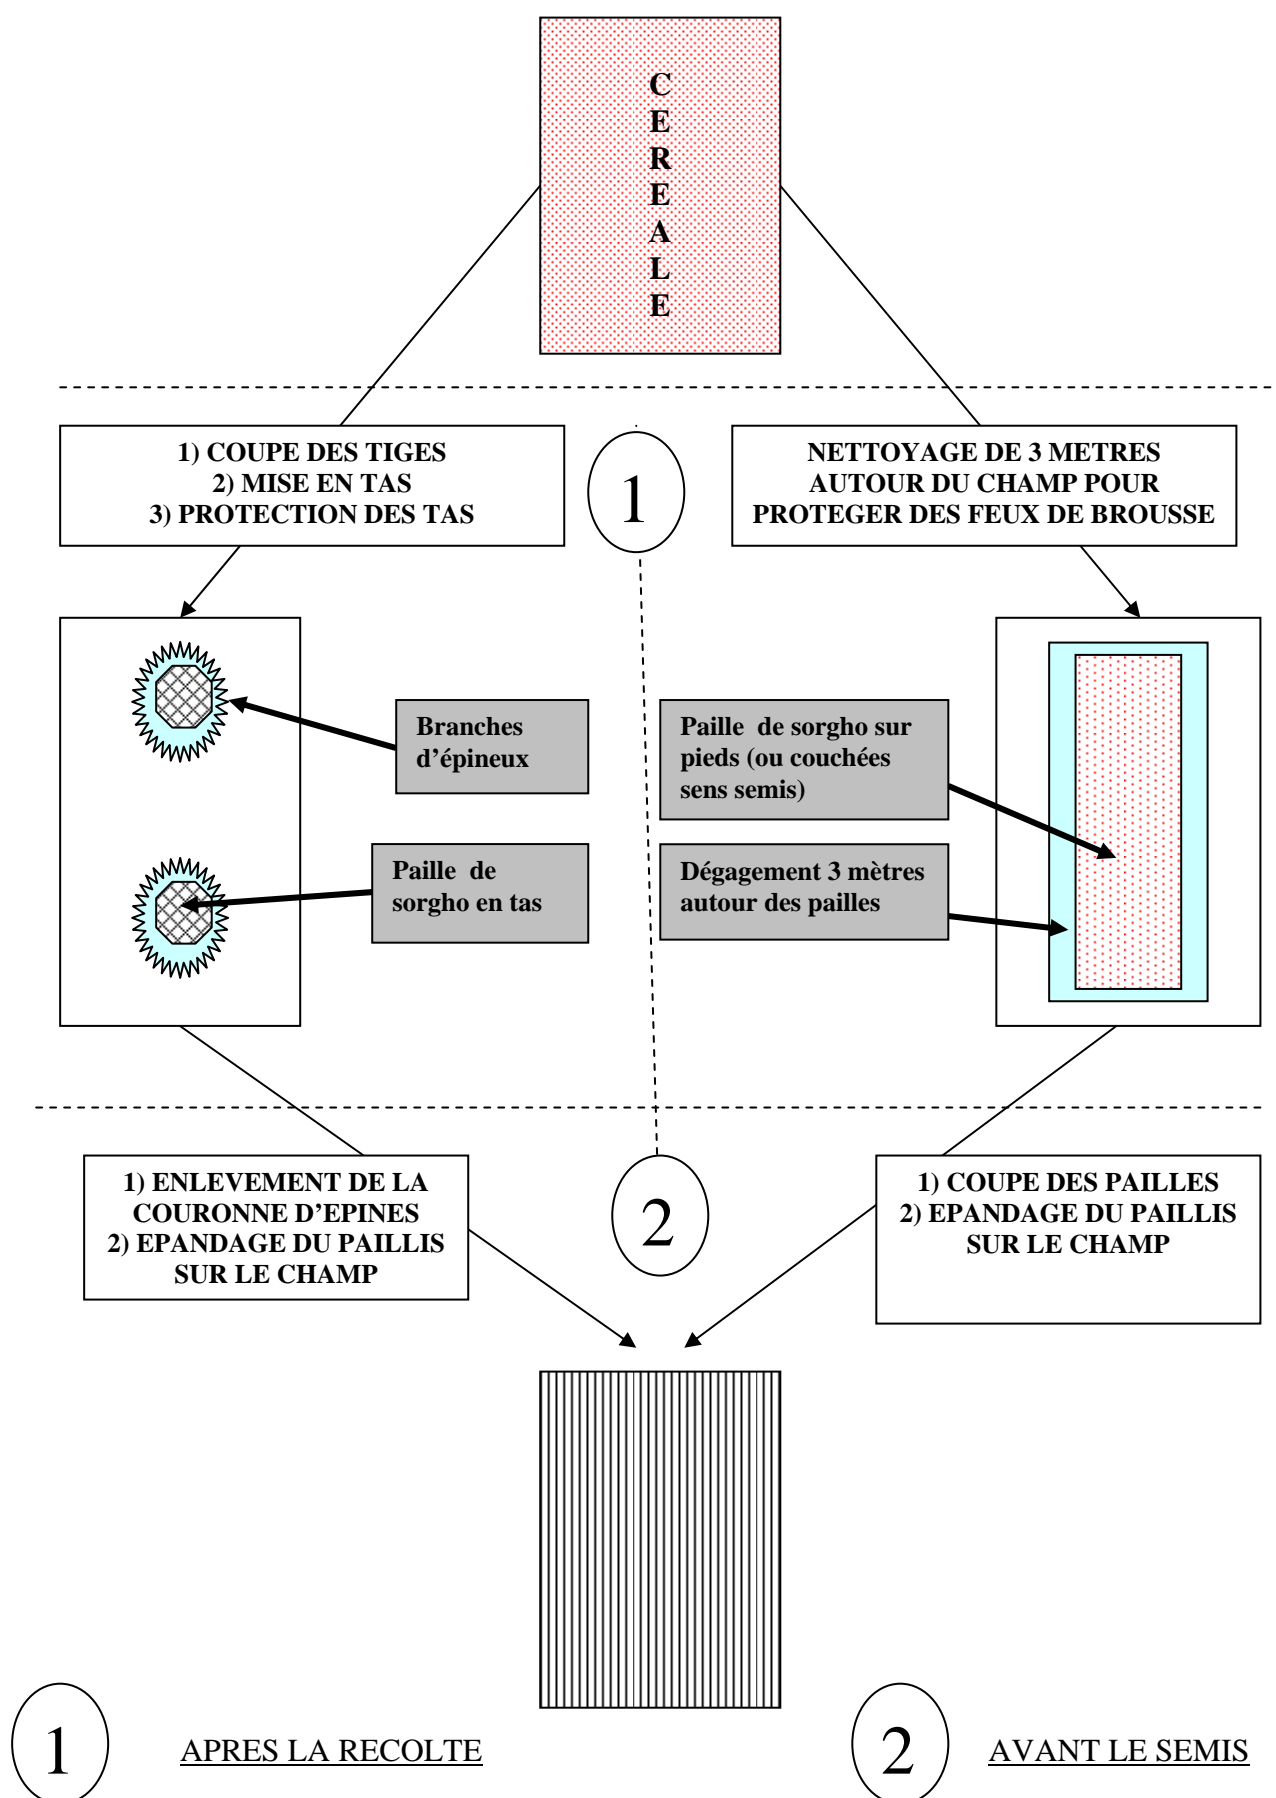 C
E
R
E
A
L
E
1) COUPE DES TIGES
2) MISE EN TAS
3) PROTECTION DES TAS
1
NETTOYAGE DE 3 METRES
AUTOUR DU CHAMP POUR
PROTEGER DES FEUX DE BROUSSE
Branches
d’épineux
Paille de
sorgho en tas
Paille de sorgho sur
pieds (ou couchées
sens semis)
Dégagement 3 mètres
autour des pailles
1) ENLEVEMENT DE LA
COURONNE D’EPINES
2) EPANDAGE DU PAILLIS
SUR LE CHAMP
2
1) COUPE DES PAILLES
2) EPANDAGE DU PAILLIS
SUR LE CHAMP
1
APRES LA RECOLTE
2
AVANT LE SEMIS